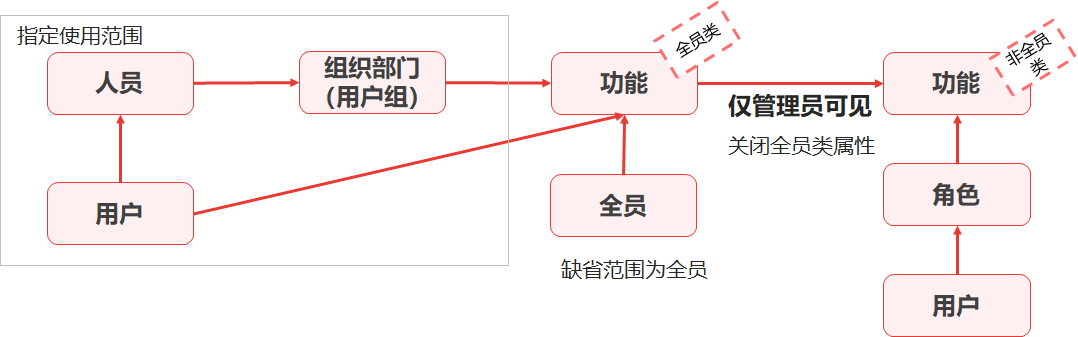 指定使用范围
人员
组织部门
（用户组）
功能
全员类
功能
非全员
类
仅管理员可见
关闭全员类属性
用户
全员
角色
缺省范围为全员
用户